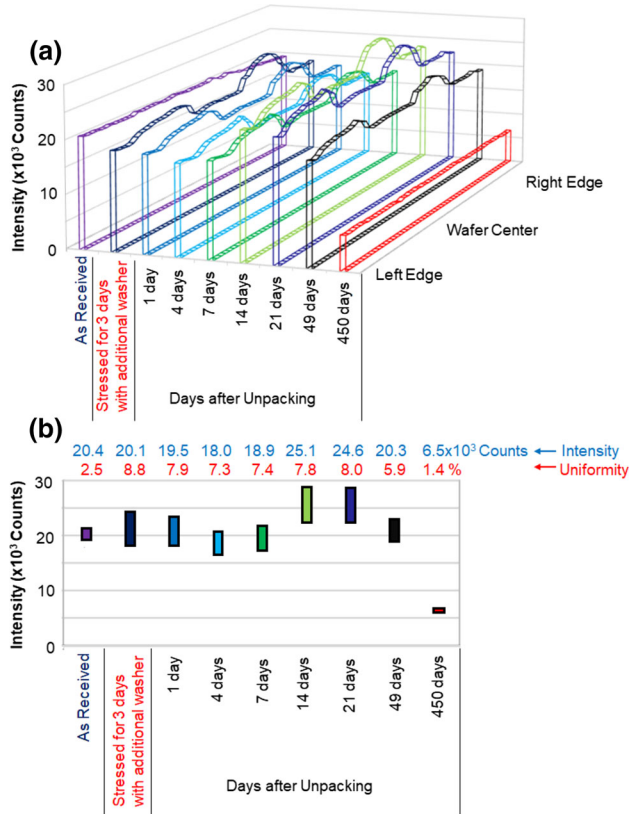 (a)
30
20
10
0
Intensity (x10³ Counts)
Right Edge
Wafer Center
Left Edge
As Received
Stressed for 3 days
with additional washer
1 day
4 days
7 days
14 days
21 days
49 days
450 days
Days after Unpacking
(b)
20.4 20.1 19.5 18.0 18.9 25.1 24.6 20.3 6.5x10³ Counts ← Intensity
2.5 8.8 7.9 7.3 7.4 7.8 8.0 5.9 1.4 % ← Uniformity
30
20
10
0
Intensity (x10³ Counts)
As Received
Stressed for 3 days
with additional washer
1 day
4 days
7 days
14 days
21 days
49 days
450 days
Days after Unpacking